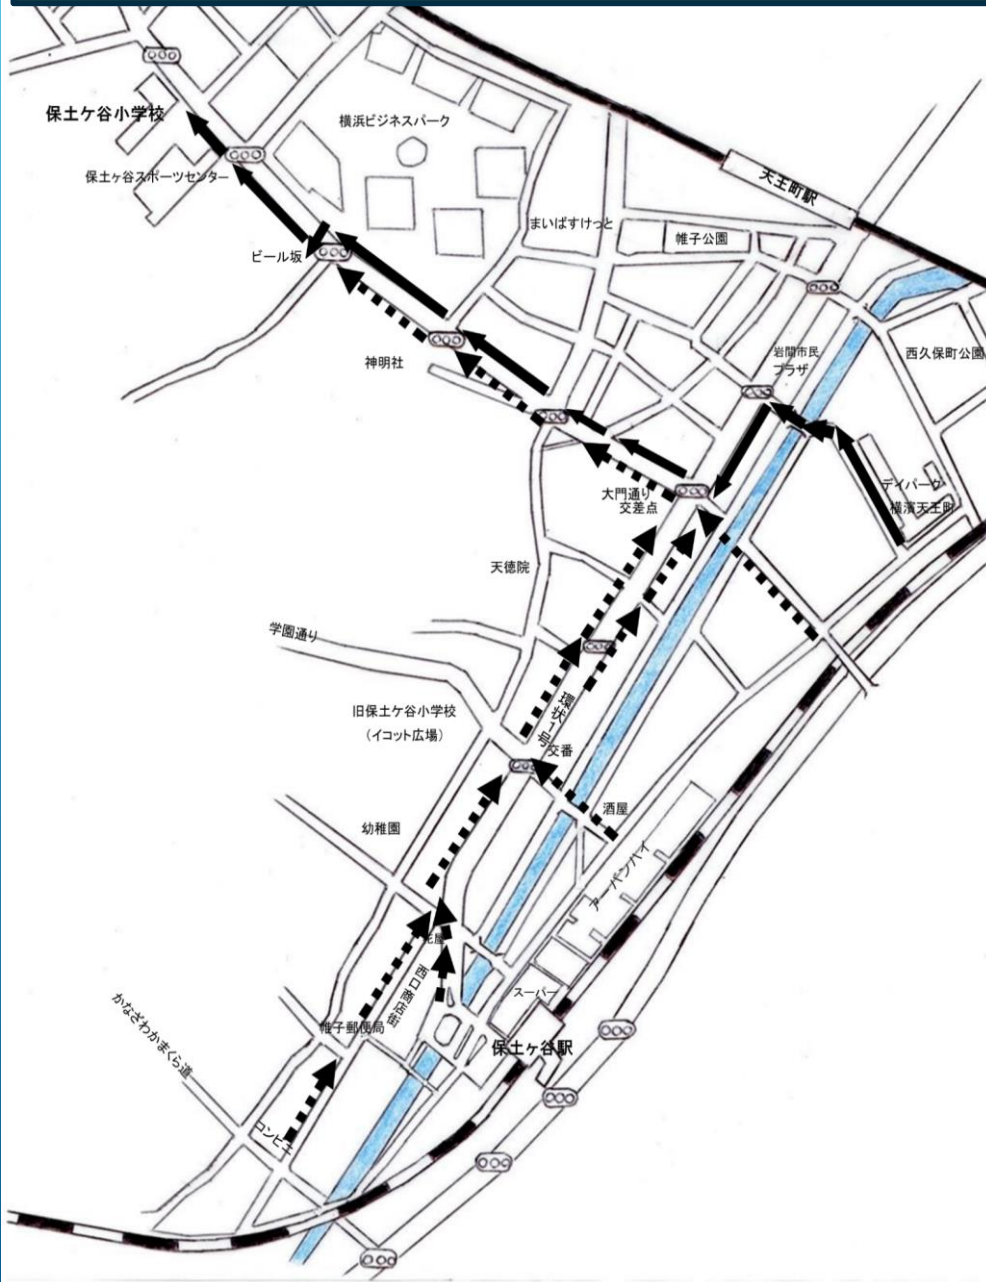 保土ケ谷小学校
横浜ビジネスパーク
保土ヶ谷スポーツセンター
天王町駅
まいばすけっと
帷子公園
ビール坂
岩間市民
プラザ
西久保町公園
神明社
デイパーク
横濱天王町
大門通り
交差点
天徳院
学園通り
旧保土ケ谷小学校
（イコット広場）
環状1号
交番
酒屋
幼稚園
アーバンハイ
花屋
西口商店街
スーパー
かなざわかまくら道
帷子郵便局
保土ヶ谷駅
コンビニ